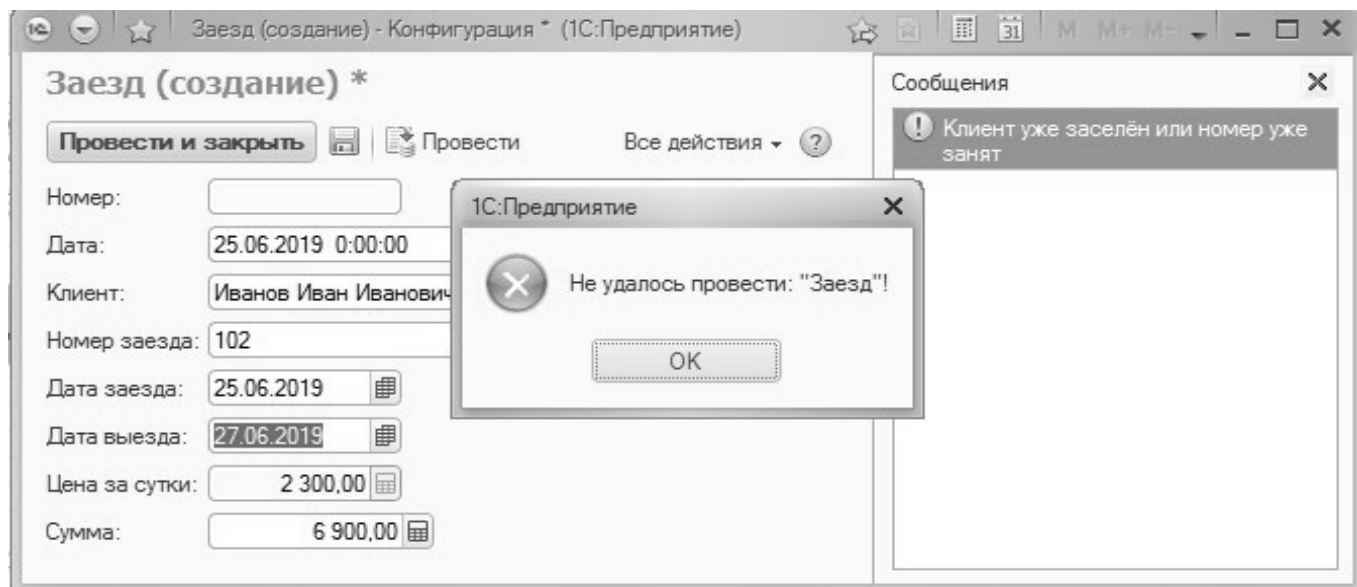 Заезд (создание) - Конфигурация * (1С:Предприятие)
31 M M+ M-
Заезд (создание) *
Провести и закрыть Провести Все действия ?
Номер:
Дата: 25.06.2019 0:00:00
Клиент: Иванов Иван Иванович
Номер заезда: 102
Дата заезда: 25.06.2019
Дата выезда: 27.06.2019
Цена за сутки: 2 300,00
Сумма: 6 900,00
1С:Предприятие
Не удалось провести: "Заезд"!
OK
Сообщения
Клиент уже заселён или номер уже
занят